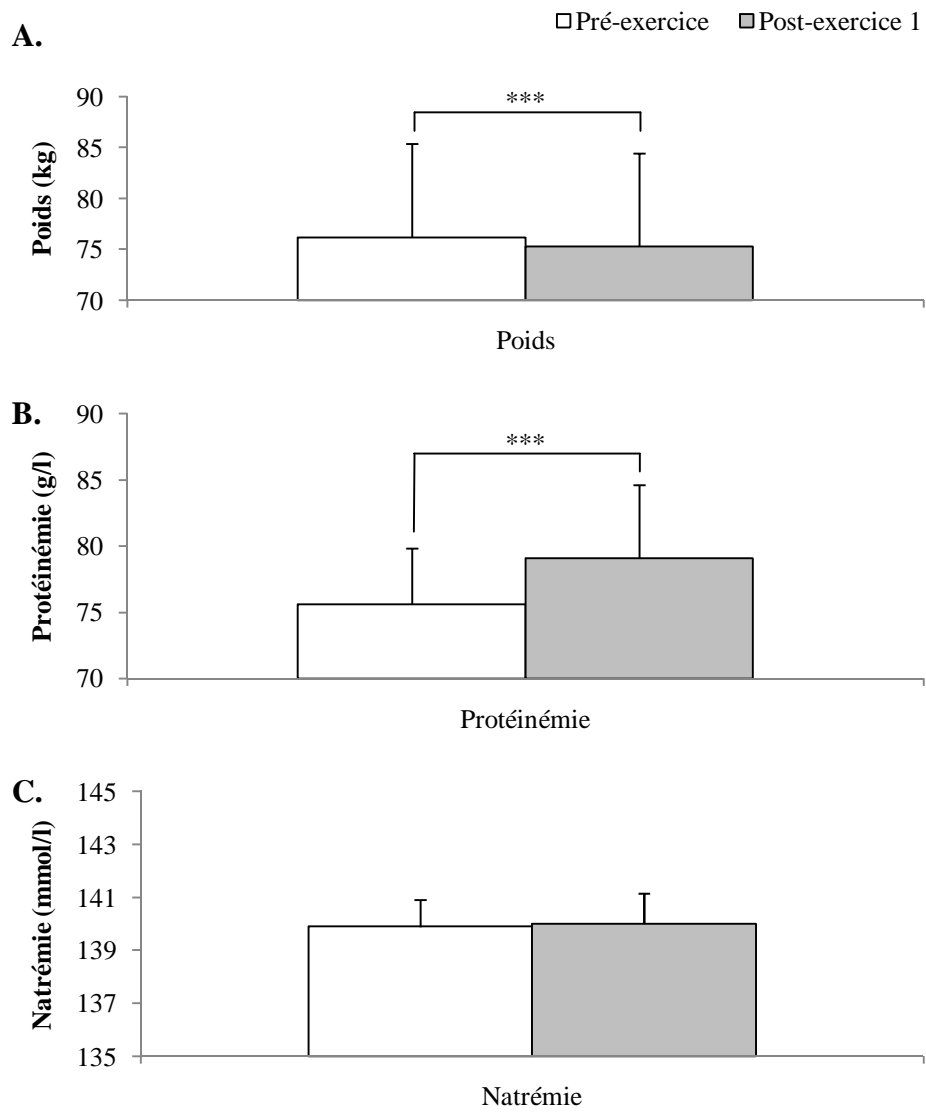 Pré-exercice Post-exercice 1
A.
Poids (kg)
90
85
80
75
70
***
Poids
B.
Protéinémie (g/l)
90
85
80
75
70
***
Protéinémie
C.
Natrémie (mmol/l)
145
143
141
139
137
135
Natrémie